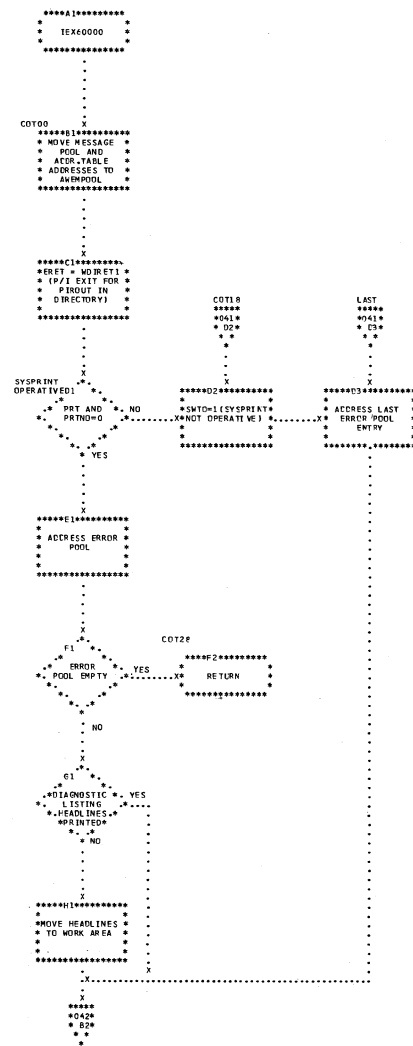 ****A1*********
IEX60000
COT00
*****B1**********
* MOVE MESSAGE *
* POOL AND *
* ADDR.TABLE *
* ADDRESSES TO *
* AWEMPOOL *
*****C1**********
*ERET = WDIRET1 *
* (P/I EXIT FOR *
* PIROUT IN *
* DIRECTORY) *
COT18
*041*
* D2*
LAST
*041*
* D3*
SYSPRINT
OPERATIVED1
PRT AND
PRTNO=0
NO
YES
*****D2**********
*SWTD=1(SYSPRINT*
*NOT OPERATIVE) *
*****D3**********
* ADDRESS LAST *
* ERROR POOL *
* ENTRY *
*****E1**********
* ADDRESS ERROR *
* POOL *
F1
ERROR
POOL EMPTY
YES
NO
COT28
****F2*********
RETURN
G1
*DIAGNOSTIC *. YES
LISTING
*.HEADLINES.*
*PRINTED*
* NO
*****H1**********
*MOVE HEADLINES *
* TO WORK AREA *
*042*
* B2*